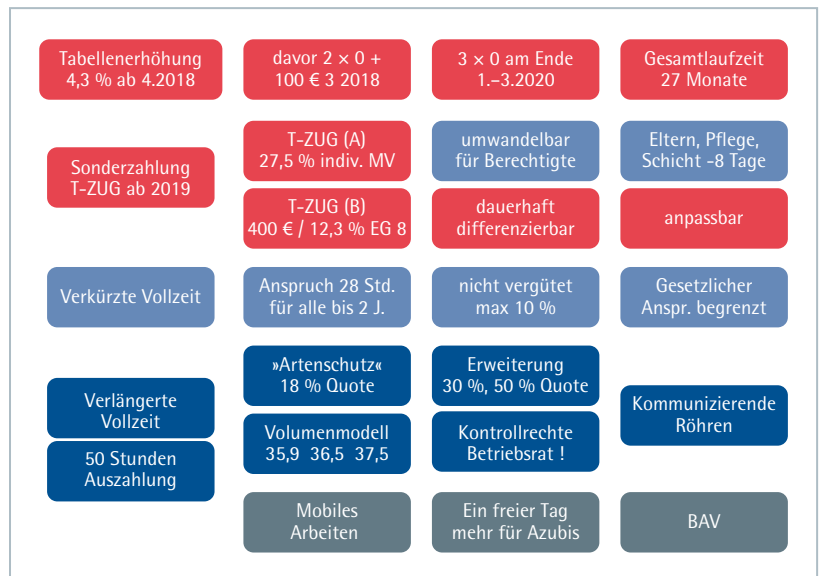 Tabellenerhöhung
4,3 % ab 4.2018
davor 2 × 0 +
100 € 3 2018
3 × 0 am Ende
1.–3.2020
Gesamtlaufzeit
27 Monate
Sonderzahlung
T-ZUG ab 2019
T-ZUG (A)
27,5 % indiv. MV
umwandelbar
für Berechtigte
Eltern, Pflege,
Schicht -8 Tage
T-ZUG (B)
400 € / 12,3 % EG 8
dauerhaft
differenzierbar
anpassbar
Verkürzte Vollzeit
Anspruch 28 Std.
für alle bis 2 J.
nicht vergütet
max 10 %
Gesetzlicher
Anspr. begrenzt
Verlängerte
Vollzeit
»Artenschutz«
18 % Quote
Erweiterung
30 %, 50 % Quote
Kommunizierende
Röhren
50 Stunden
Auszahlung
Volumenmodell
35,9 36,5 37,5
Kontrollrechte
Betriebsrat !
Mobiles
Arbeiten
Ein freier Tag
mehr für Azubis
BAV